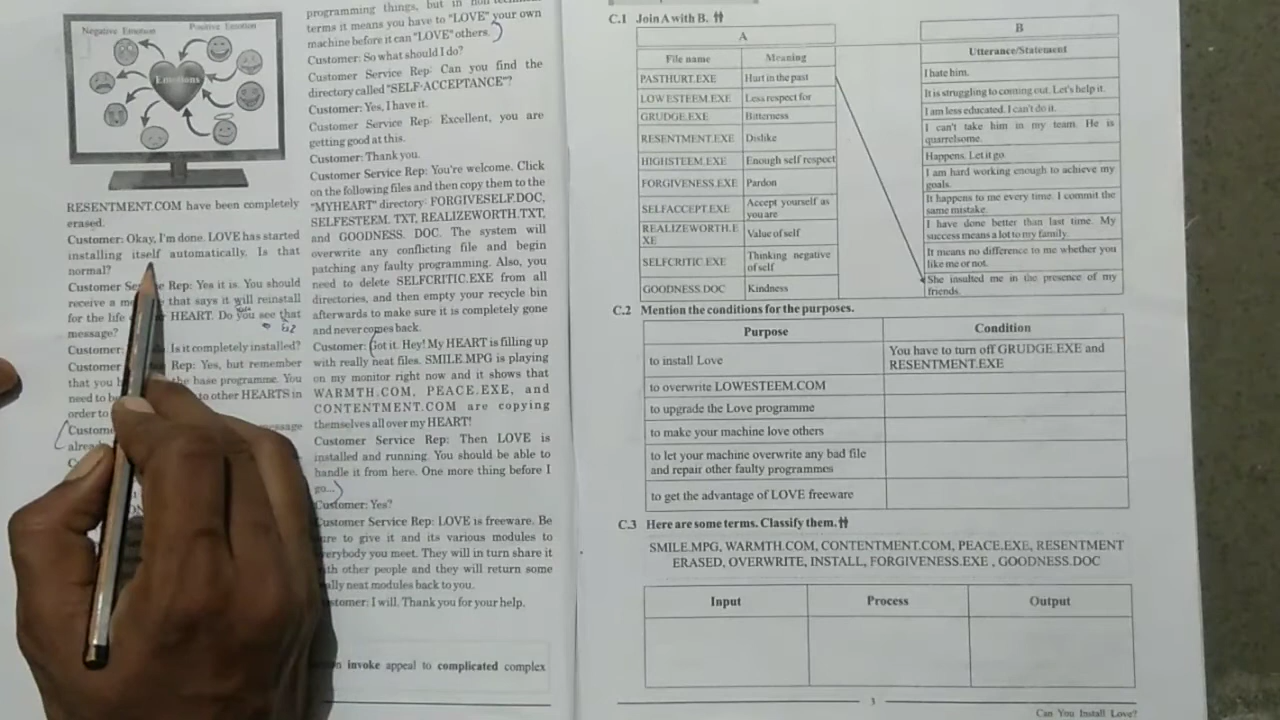 Negative Emotion Positive Emotion
Emotions
RESENTMENT.COM have been completely
erased.
Customer: Okay, I'm done. LOVE has started
installing itself automatically. Is that
normal?
Customer Rep: Yes it is. You should
receive a that says it will reinstall
for the life HEART. Do you see that
message?
Customer: Is it completely installed?
Customer Rep: Yes, but remember
that you the base programme. You
need to to other HEARTS in
order to
message
programming things, but in
terms it means you have to "LOVE" your own
machine before it can "LOVE" others.
Customer: So what should I do?
Customer Service Rep: Can you find the
directory called "SELF-ACCEPTANCE"?
Customer: Yes, I have it.
Customer Service Rep: Excellent, you are
getting good at this.
Customer: Thank you.
Customer Service Rep: You're welcome. Click
on the following files and then copy them to the
"MYHEART" directory: FORGIVESELF.DOC,
SELFESTEEM. TXT, REALIZEWORTH.TXT,
and GOODNESS. DOC. The system will
overwrite any conflicting file and begin
patching any faulty programming. Also, you
need to delete SELFCRITIC.EXE from all
directories, and then empty your recycle bin
afterwards to make sure it is completely gone
and never comes back.
Customer: Got it. Hey! My HEART is filling up
with really neat files. SMILE.MPG is playing
on my monitor right now and it shows that
WARMTH.COM, PEACE.EXE, and
CONTENTMENT.COM are copying
themselves all over my HEART!
Customer Service Rep: Then LOVE is
installed and running. You should be able to
handle it from here. One more thing before I
go...
Customer: Yes?
Customer Service Rep: LOVE is freeware. Be
to give it and its various modules to
you meet. They will in turn share it
other people and they will return some
neat modules back to you.
I will. Thank you for your help.
invoke appeal to complicated complex
C.1 Join A with B.
A
File name Meaning
PASTHURT.EXE Hurt in the past
LOWESTEEM.EXE Less respect for
GRUDGE.EXE Bitterness
RESENTMENT.EXE Dislike
HIGHSTEEM.EXE Enough self respect
FORGIVENESS.EXE Pardon
SELFACCEPT.EXE Accept yourself as
you are
REALIZEWORTH.E
XE Value of self
SELFCRITIC.EXE Thinking negative
of self
GOODNESS.DOC Kindness
B
Utterance/Statement
I hate him.
It is struggling to coming out. Let's help it.
I am less educated. I can't do it.
I can't take him in my team. He is
quarrelsome.
Happens. Let it go.
I am hard working enough to achieve my
goals.
It happens to me every time. I commit the
same mistake.
I have done better than last time. My
success means a lot to my family.
It means no difference to me whether you
like me or not.
She insulted me in the presence of my
friends.
C.2 Mention the conditions for the purposes.
Purpose Condition
to install Love You have to turn off GRUDGE.EXE and
RESENTMENT.EXE
to overwrite LOWESTEEM.COM
to upgrade the Love programme
to make your machine love others
to let your machine overwrite any bad file
and repair other faulty programmes
to get the advantage of LOVE freeware
C.3 Here are some terms. Classify them.
SMILE.MPG, WARMTH.COM, CONTENTMENT.COM, PEACE.EXE, RESENTMENT
ERASED, OVERWRITE, INSTALL, FORGIVENESS.EXE , GOODNESS.DOC
Input Process Output
3
Can You Install Love?